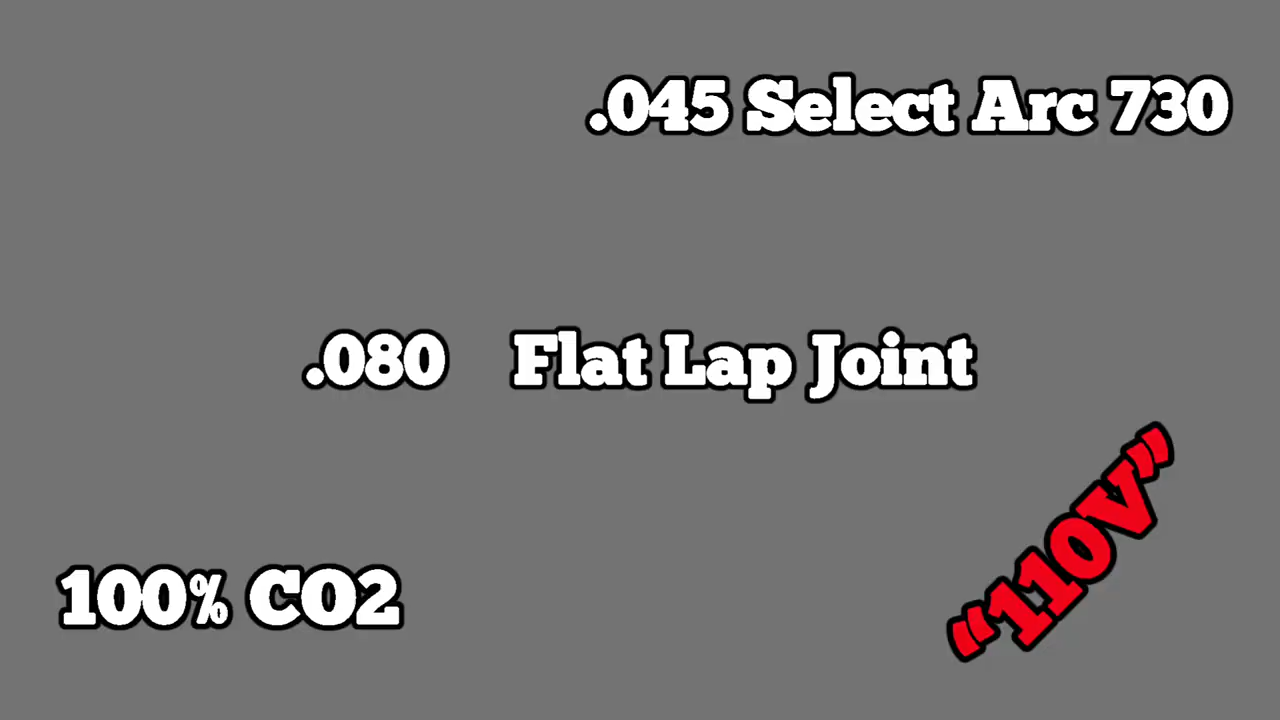 .045 Select Arc 730
.080 Flat Lap Joint
“110V”
100% CO2